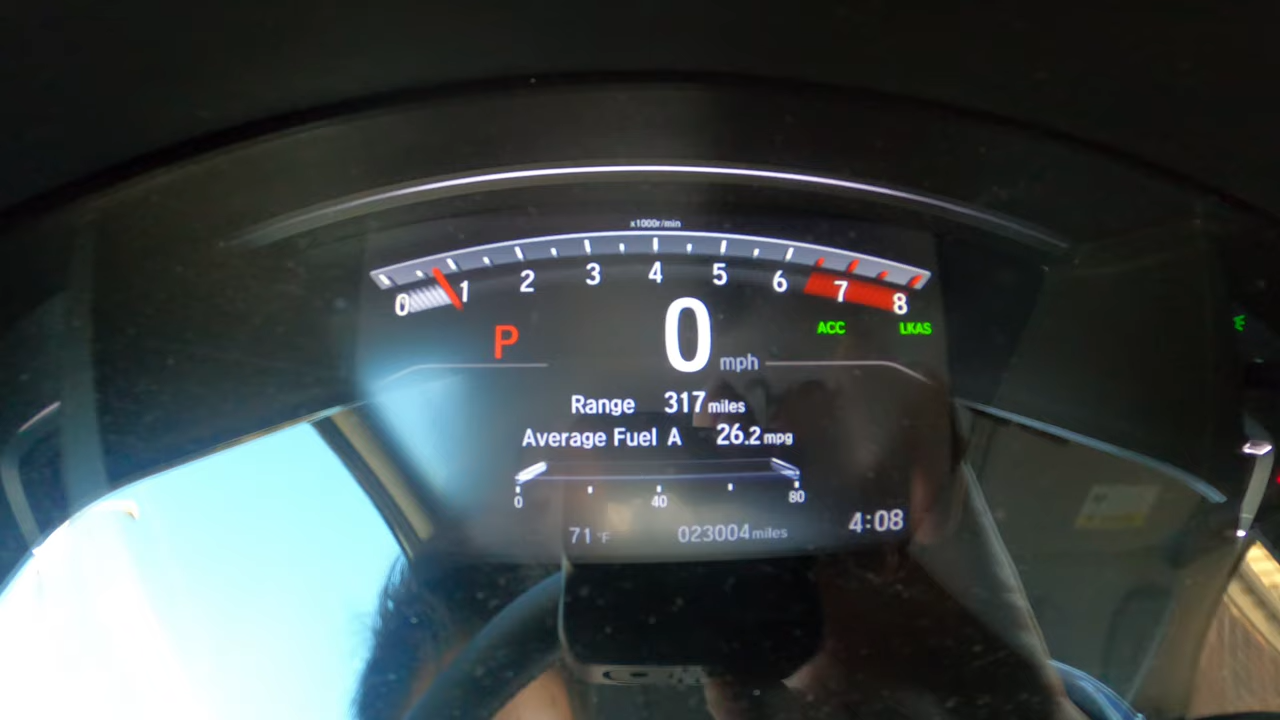 x1000r/min
0 1 2 3 4 5 6 7 8
P 0 mph ACC LKAS
Range 317 miles
Average Fuel A 26.2 mpg
0 40 80
71 °F 023004 miles 4:08